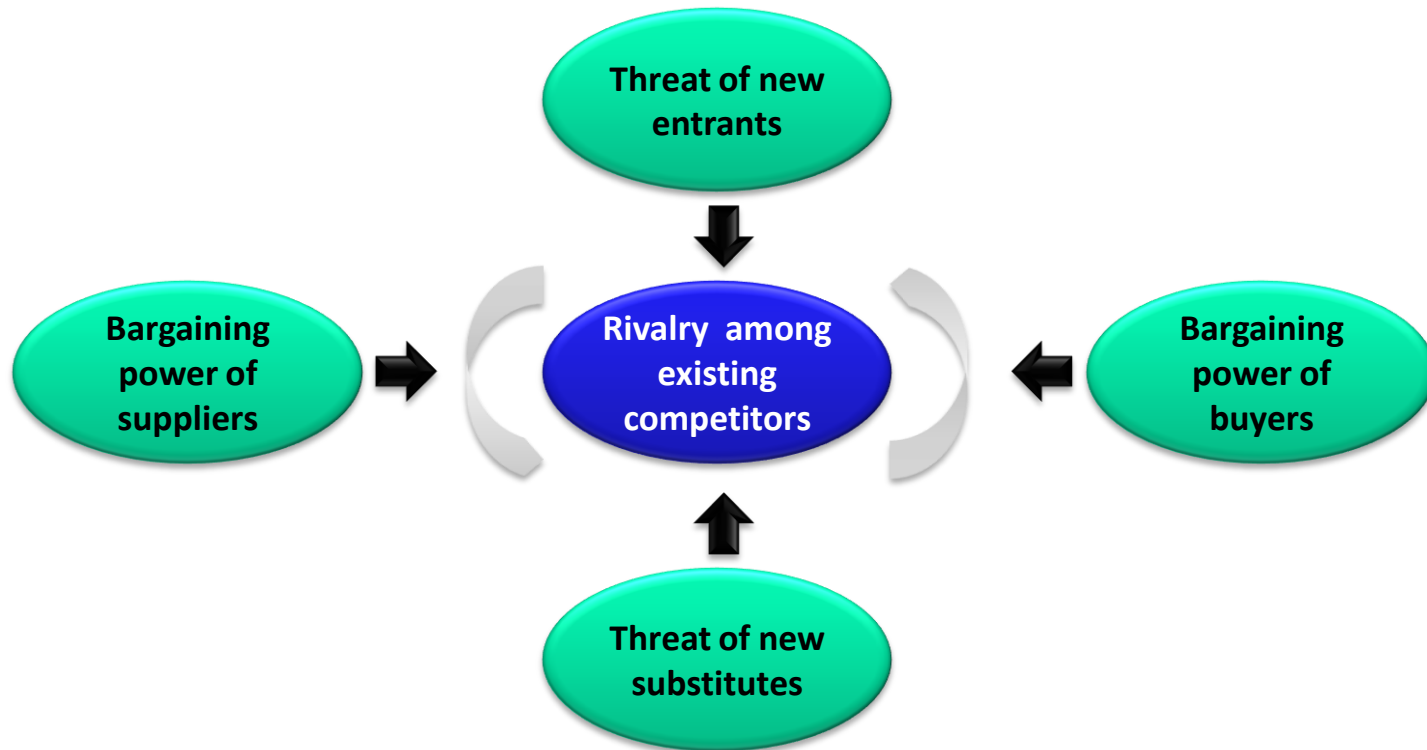 Threat of new
entrants
Bargaining
power of
suppliers
Rivalry  among
existing
competitors
Bargaining
power of
buyers
Threat of new
substitutes